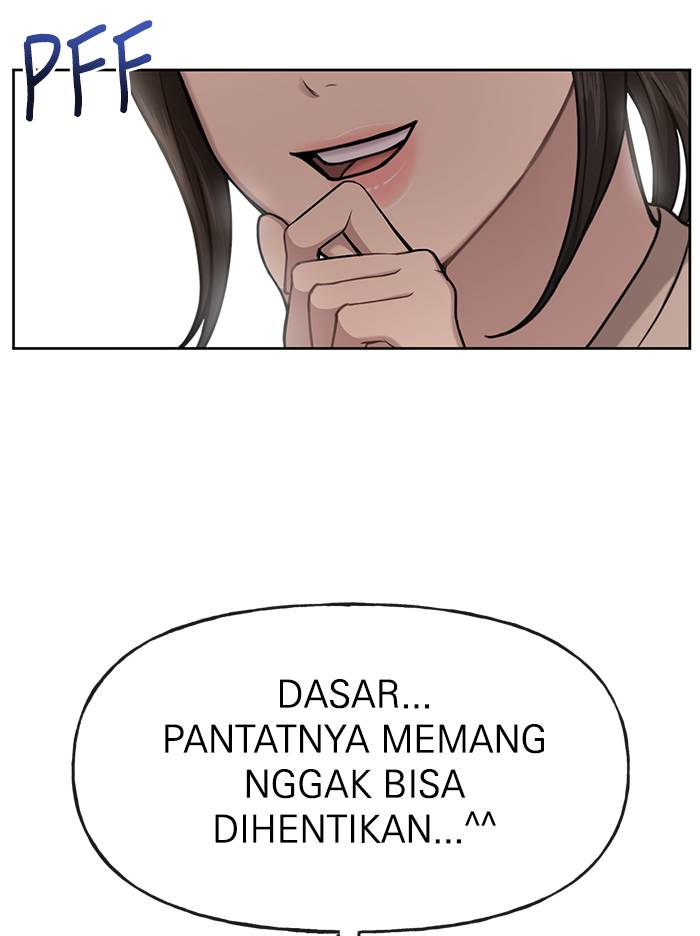 PFF
DASAR...
PANTATNYA MEMANG
NGGAK BISA
DIHENTIKAN...^^